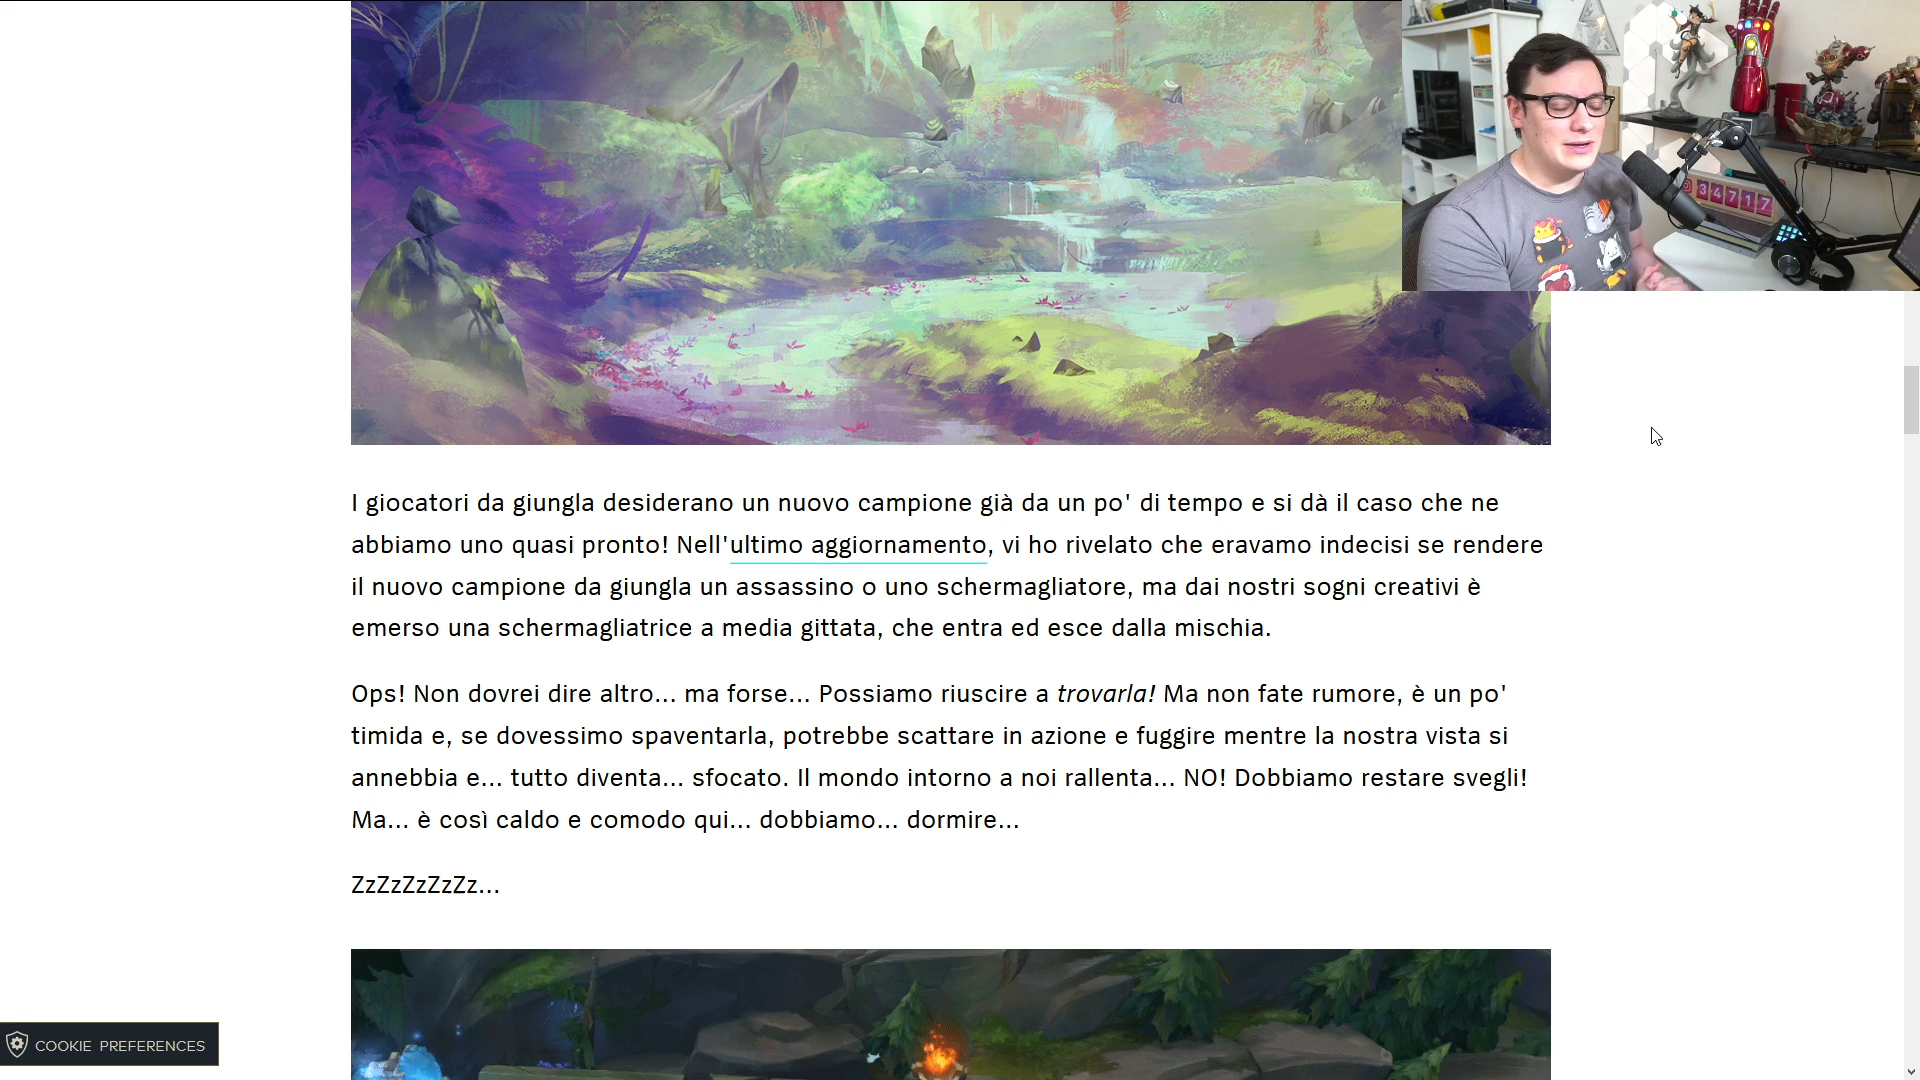 34717
I giocatori da giungla desiderano un nuovo campione già da un po' di tempo e si dà il caso che ne
abbiamo uno quasi pronto! Nell'ultimo aggiornamento, vi ho rivelato che eravamo indecisi se rendere
il nuovo campione da giungla un assassino o uno schermagliatore, ma dai nostri sogni creativi è
emerso una schermagliatrice a media gittata, che entra ed esce dalla mischia.
Ops! Non dovrei dire altro... ma forse... Possiamo riuscire a trovarla! Ma non fate rumore, è un po'
timida e, se dovessimo spaventarla, potrebbe scattare in azione e fuggire mentre la nostra vista si
annebbia e... tutto diventa... sfocato. Il mondo intorno a noi rallenta... NO! Dobbiamo restare svegli!
Ma... è così caldo e comodo qui... dobbiamo... dormire...
ZzZzZzZzZz...
COOKIE PREFERENCES